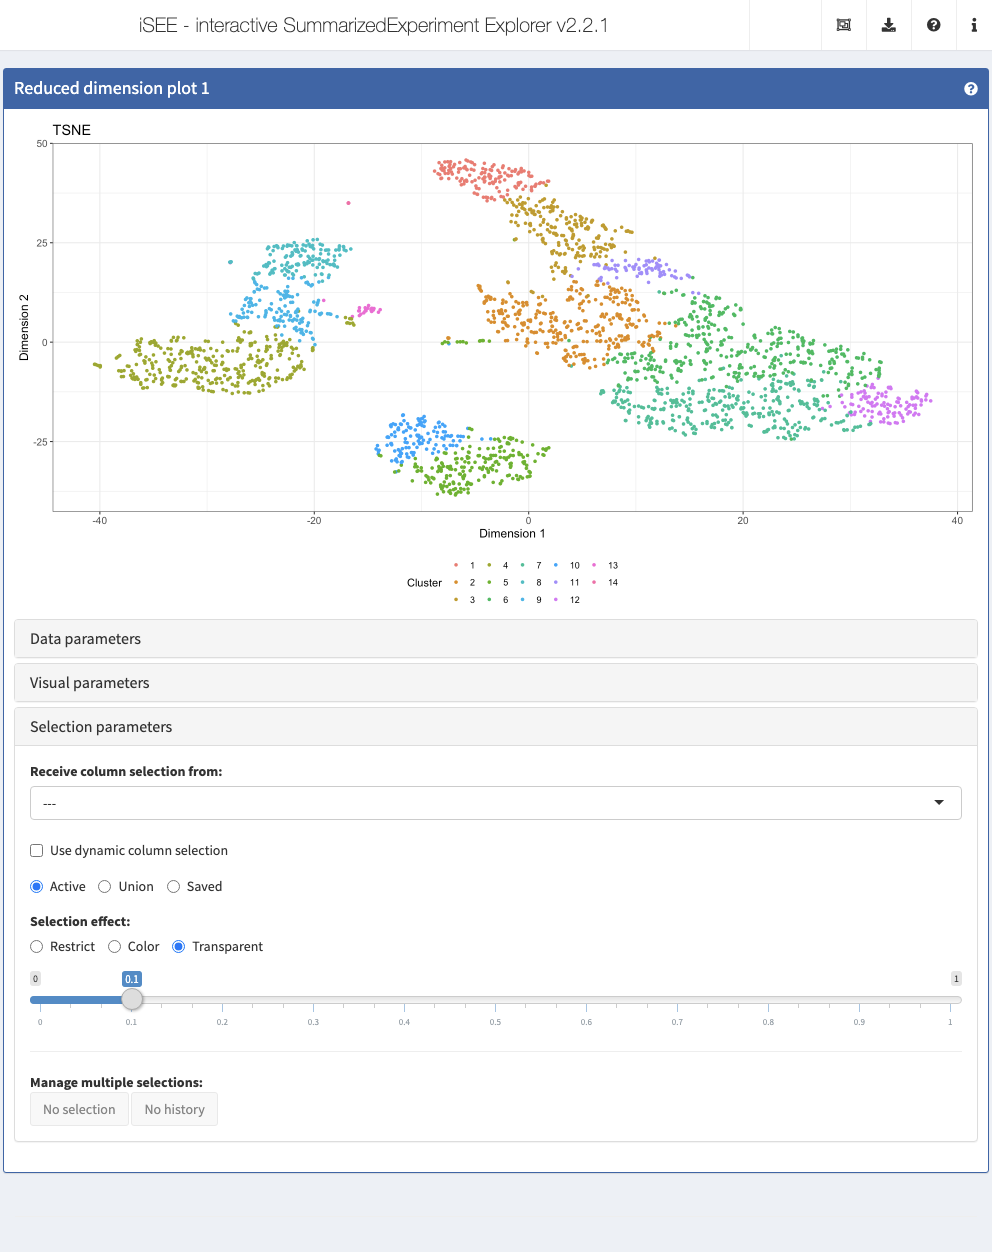 iSEE - interactive SummarizedExperiment Explorer v2.2.1
Reduced dimension plot 1
TSNE
50
25
0
-25
Dimension 2
-40 -20 0 20 40
Dimension 1
1 4 7 10 13
Cluster 2 5 8 11 14
3 6 9 12
Data parameters
Visual parameters
Selection parameters
Receive column selection from:
---
Use dynamic column selection
Active Union Saved
Selection effect:
Restrict Color Transparent
0 0.1 1
0 0.1 0.2 0.3 0.4 0.5 0.6 0.7 0.8 0.9 1
Manage multiple selections:
No selection No history